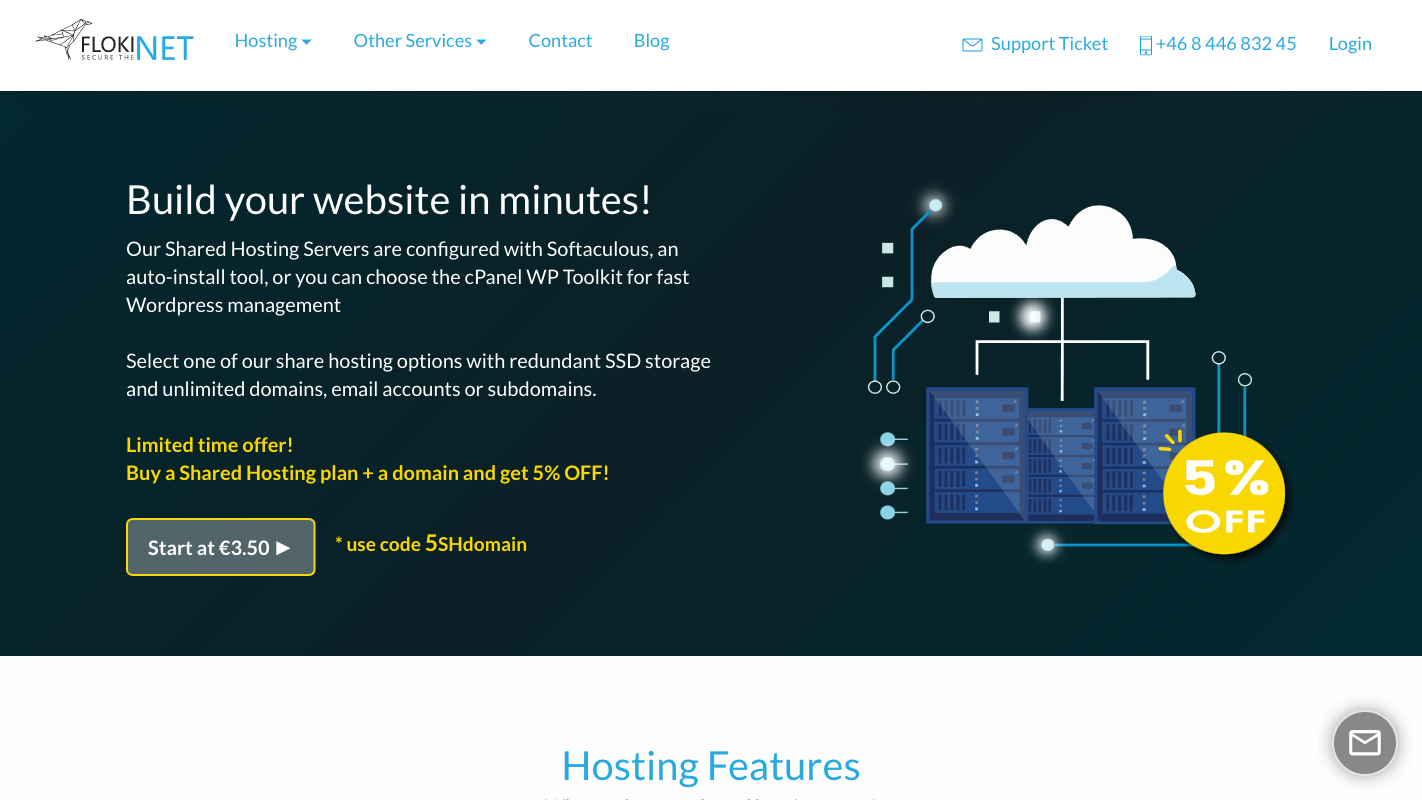 FLOKINET
SECURE THE
Hosting
Other Services
Contact
Blog
Support Ticket
+46 8 446 832 45
Login
Build your website in minutes!
Our Shared Hosting Servers are configured with Softaculous, an
auto-install tool, or you can choose the cPanel WP Toolkit for fast
Wordpress management
Select one of our share hosting options with redundant SSD storage
and unlimited domains, email accounts or subdomains.
Limited time offer!
Buy a Shared Hosting plan + a domain and get 5% OFF!
Start at €3.50 ►
* use code 5SHdomain
5%
OFF
Hosting Features